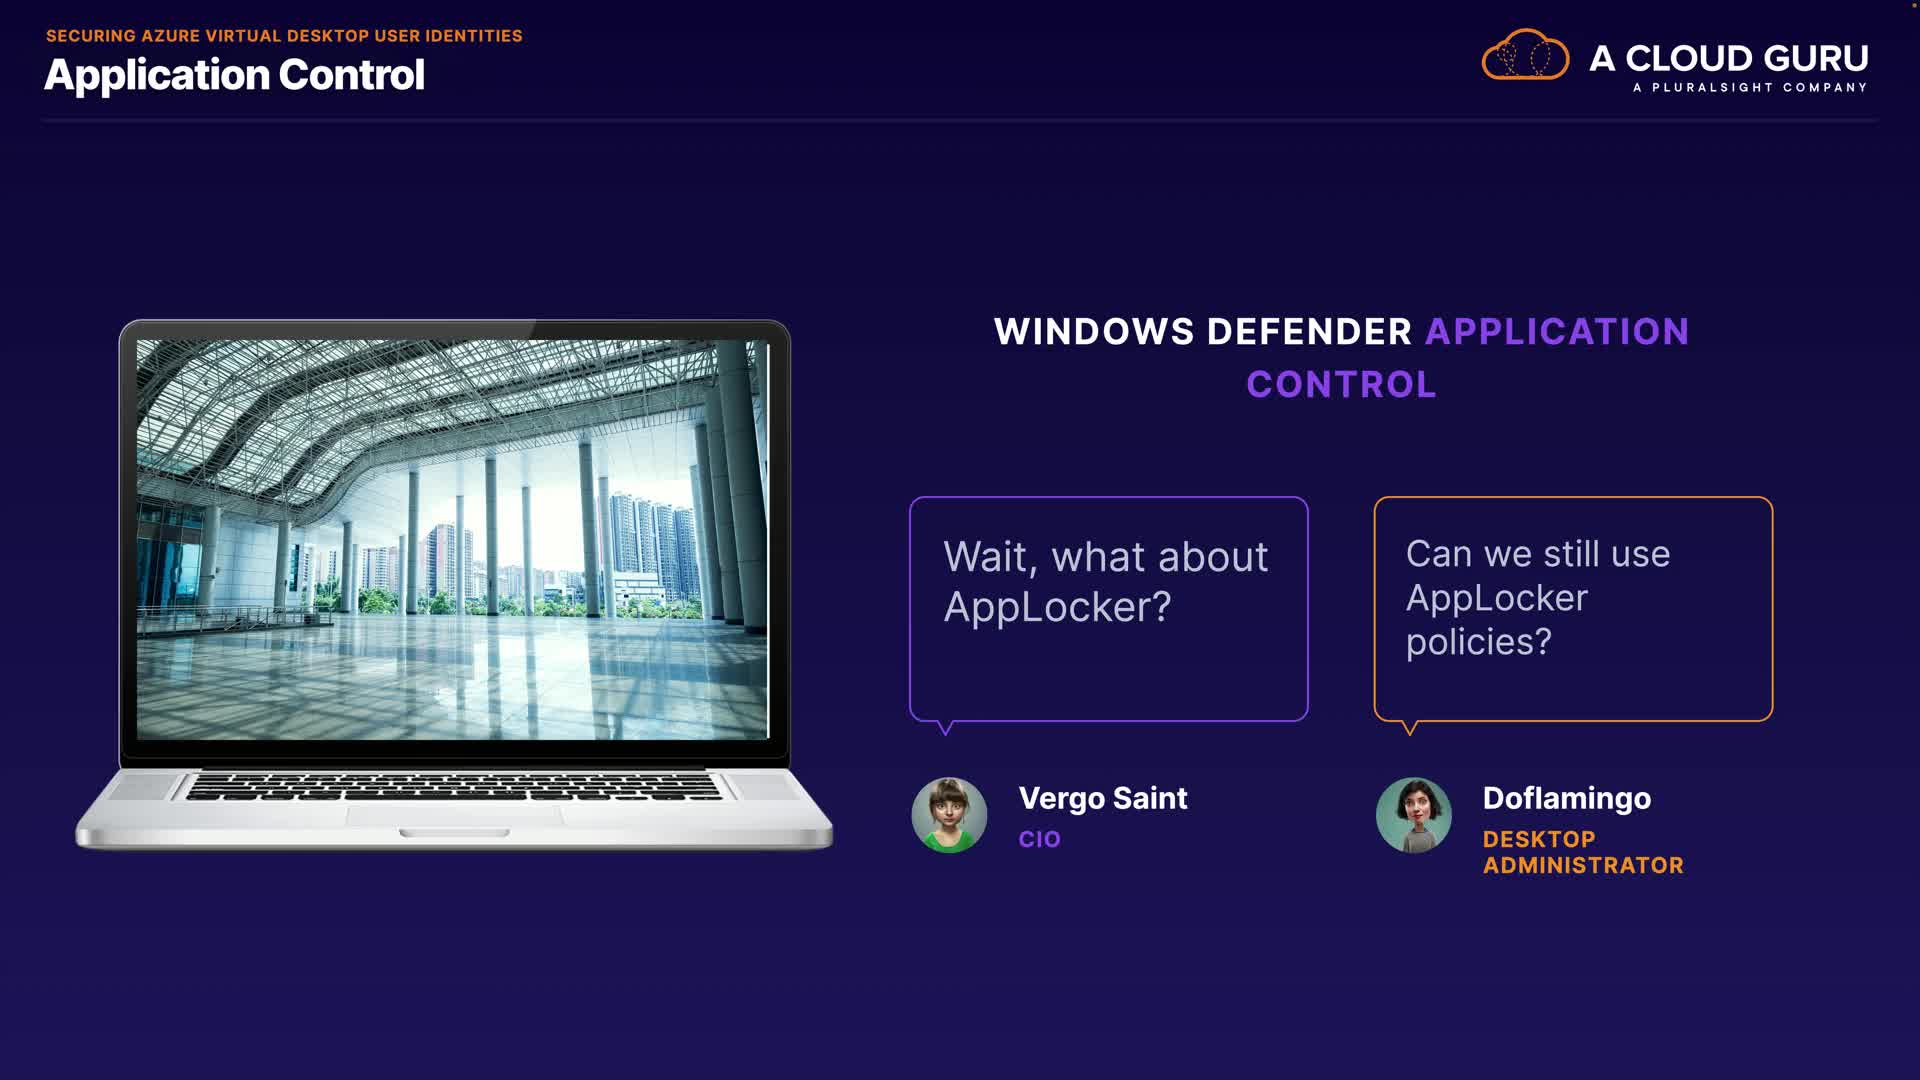 SECURING AZURE VIRTUAL DESKTOP USER IDENTITIES
Application Control
A CLOUD GURU
A PLURALSIGHT COMPANY
WINDOWS DEFENDER APPLICATION
CONTROL
Wait, what about
AppLocker?
Can we still use
AppLocker
policies?
Vergo Saint
CIO
Doflamingo
DESKTOP
ADMINISTRATOR